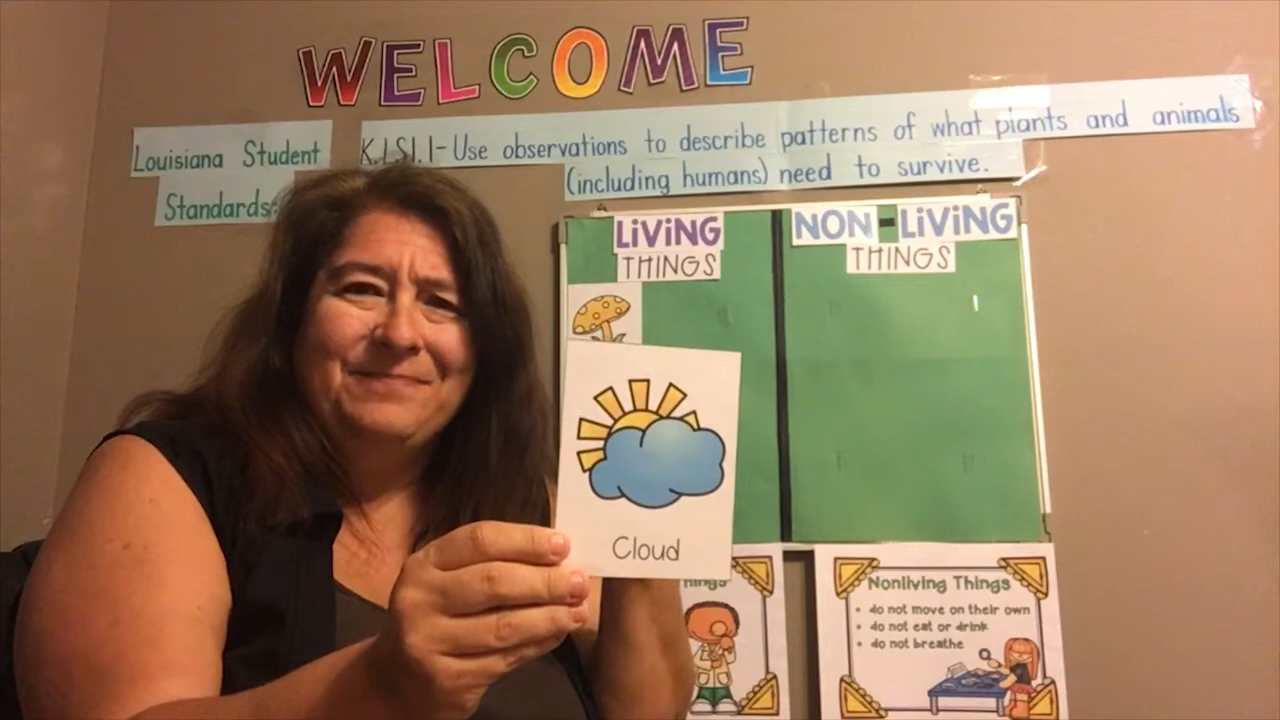 WELCOME
Louisiana Student
Standards:
K.LS1.1-Use observations to describe patterns of what plants and animals
(including humans) need to survive.
LiViNG
THINGS
NON-LiViNG
THINGS
Cloud
Nonliving Things
• do not move on their own
• do not eat or drink
• do not breathe